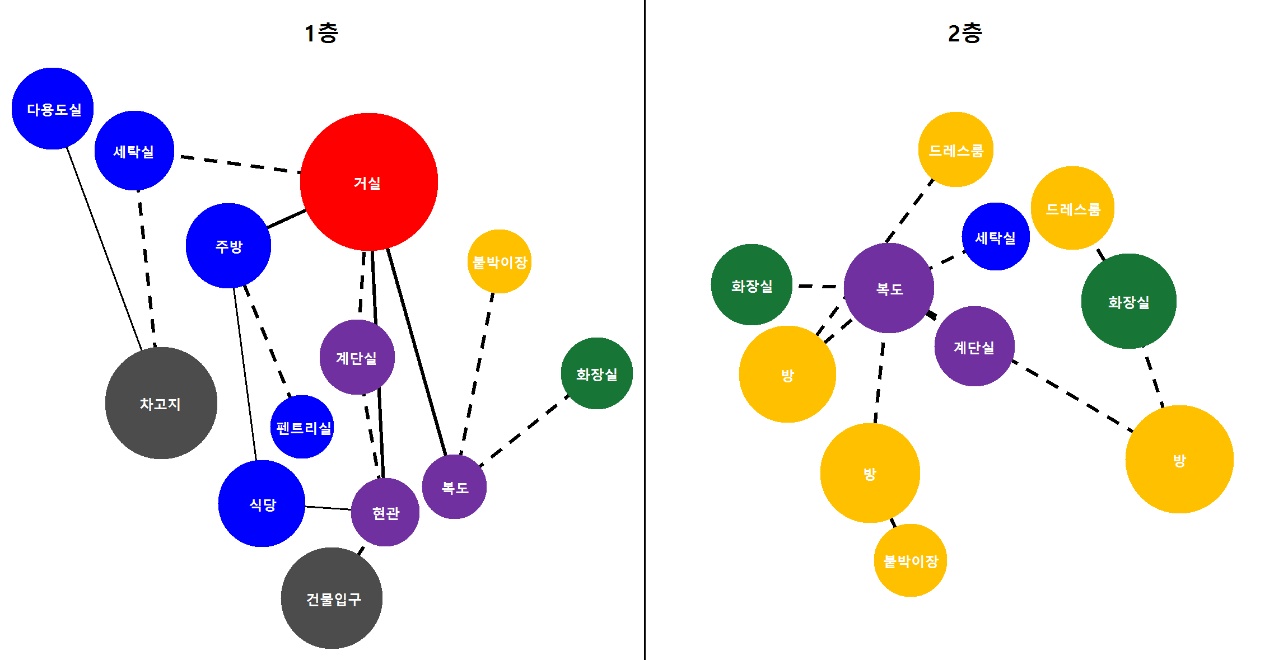 1층
다용도실
세탁실
거실
주방
붙박이장
계단실
화장실
차고지
펜트리실
복도
식당
현관
건물입구
2층
드레스룸
드레스룸
세탁실
화장실
복도
화장실
계단실
방
방
방
붙박이장